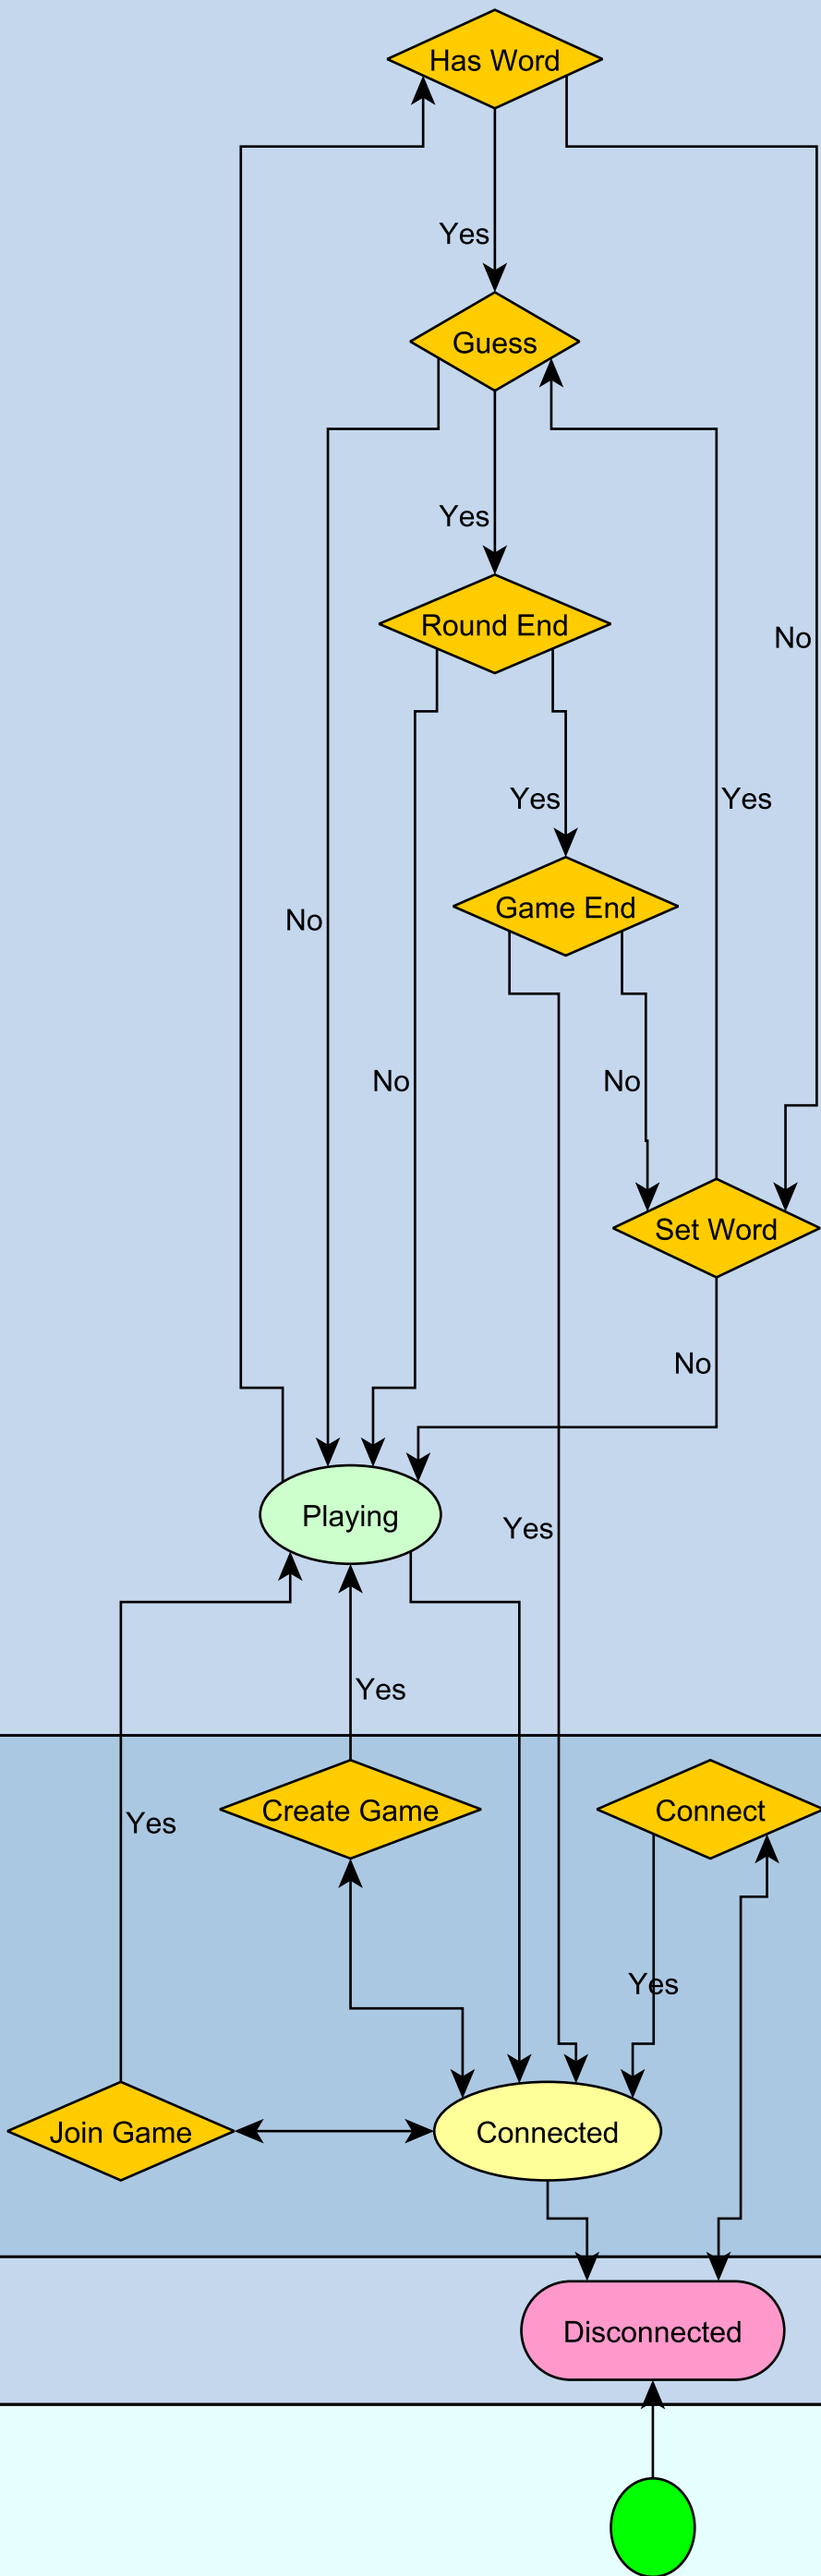 Has Word
Yes
Guess
Yes
Round End
No
Yes
Yes
Game End
No
No
No
Set Word
No
Playing
Yes
Yes
Create Game
Connect
Yes
Yes
Join Game
Connected
Disconnected